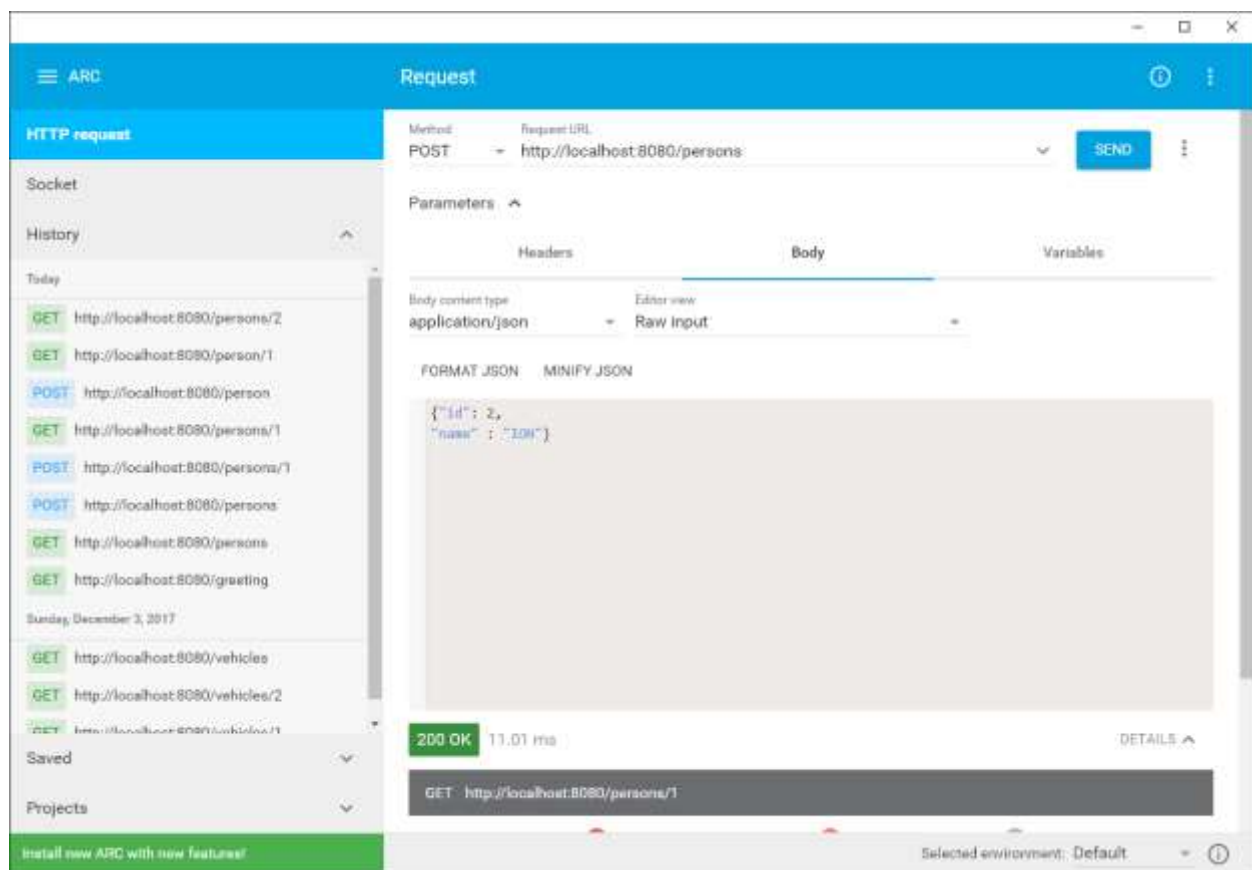 ARC
Request
HTTP request
Socket
History
Today
GET http://localhost:8080/persons/2
GET http://localhost:8080/person/1
POST http://localhost:8080/person
GET http://localhost:8080/persons/1
POST http://localhost:8080/persons/1
POST http://localhost:8080/persons
GET http://localhost:8080/persons
GET http://localhost:8080/greeting
Sunday, December 3, 2017
GET http://localhost:8080/vehicles
GET http://localhost:8080/vehicles/2
GET http://localhost:8080/vehicles/1
Saved
Projects
Install new ARC with new features!
Method
POST
Request URL
http://localhost:8080/persons
SEND
Parameters
Headers Body Variables
Body content type
application/json
Editor view
Raw input
FORMAT JSON MINIFY JSON
{"id": 2,
"name" : "ION"}
200 OK 11.01 ms DETAILS
GET http://localhost:8080/persons/1
Selected environment: Default